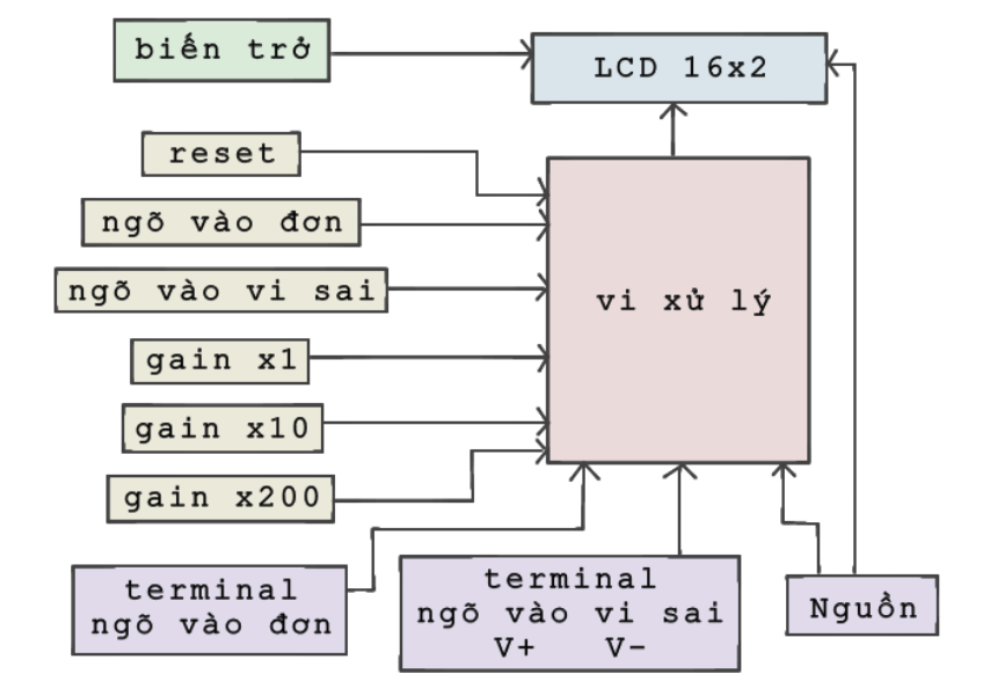 biến trở
LCD 16x2
reset
ngõ vào đơn
ngõ vào vi sai
vi xử lý
gain x1
gain x10
gain x200
terminal
ngõ vào đơn
terminal
ngõ vào vi sai
V+ V-
Nguồn